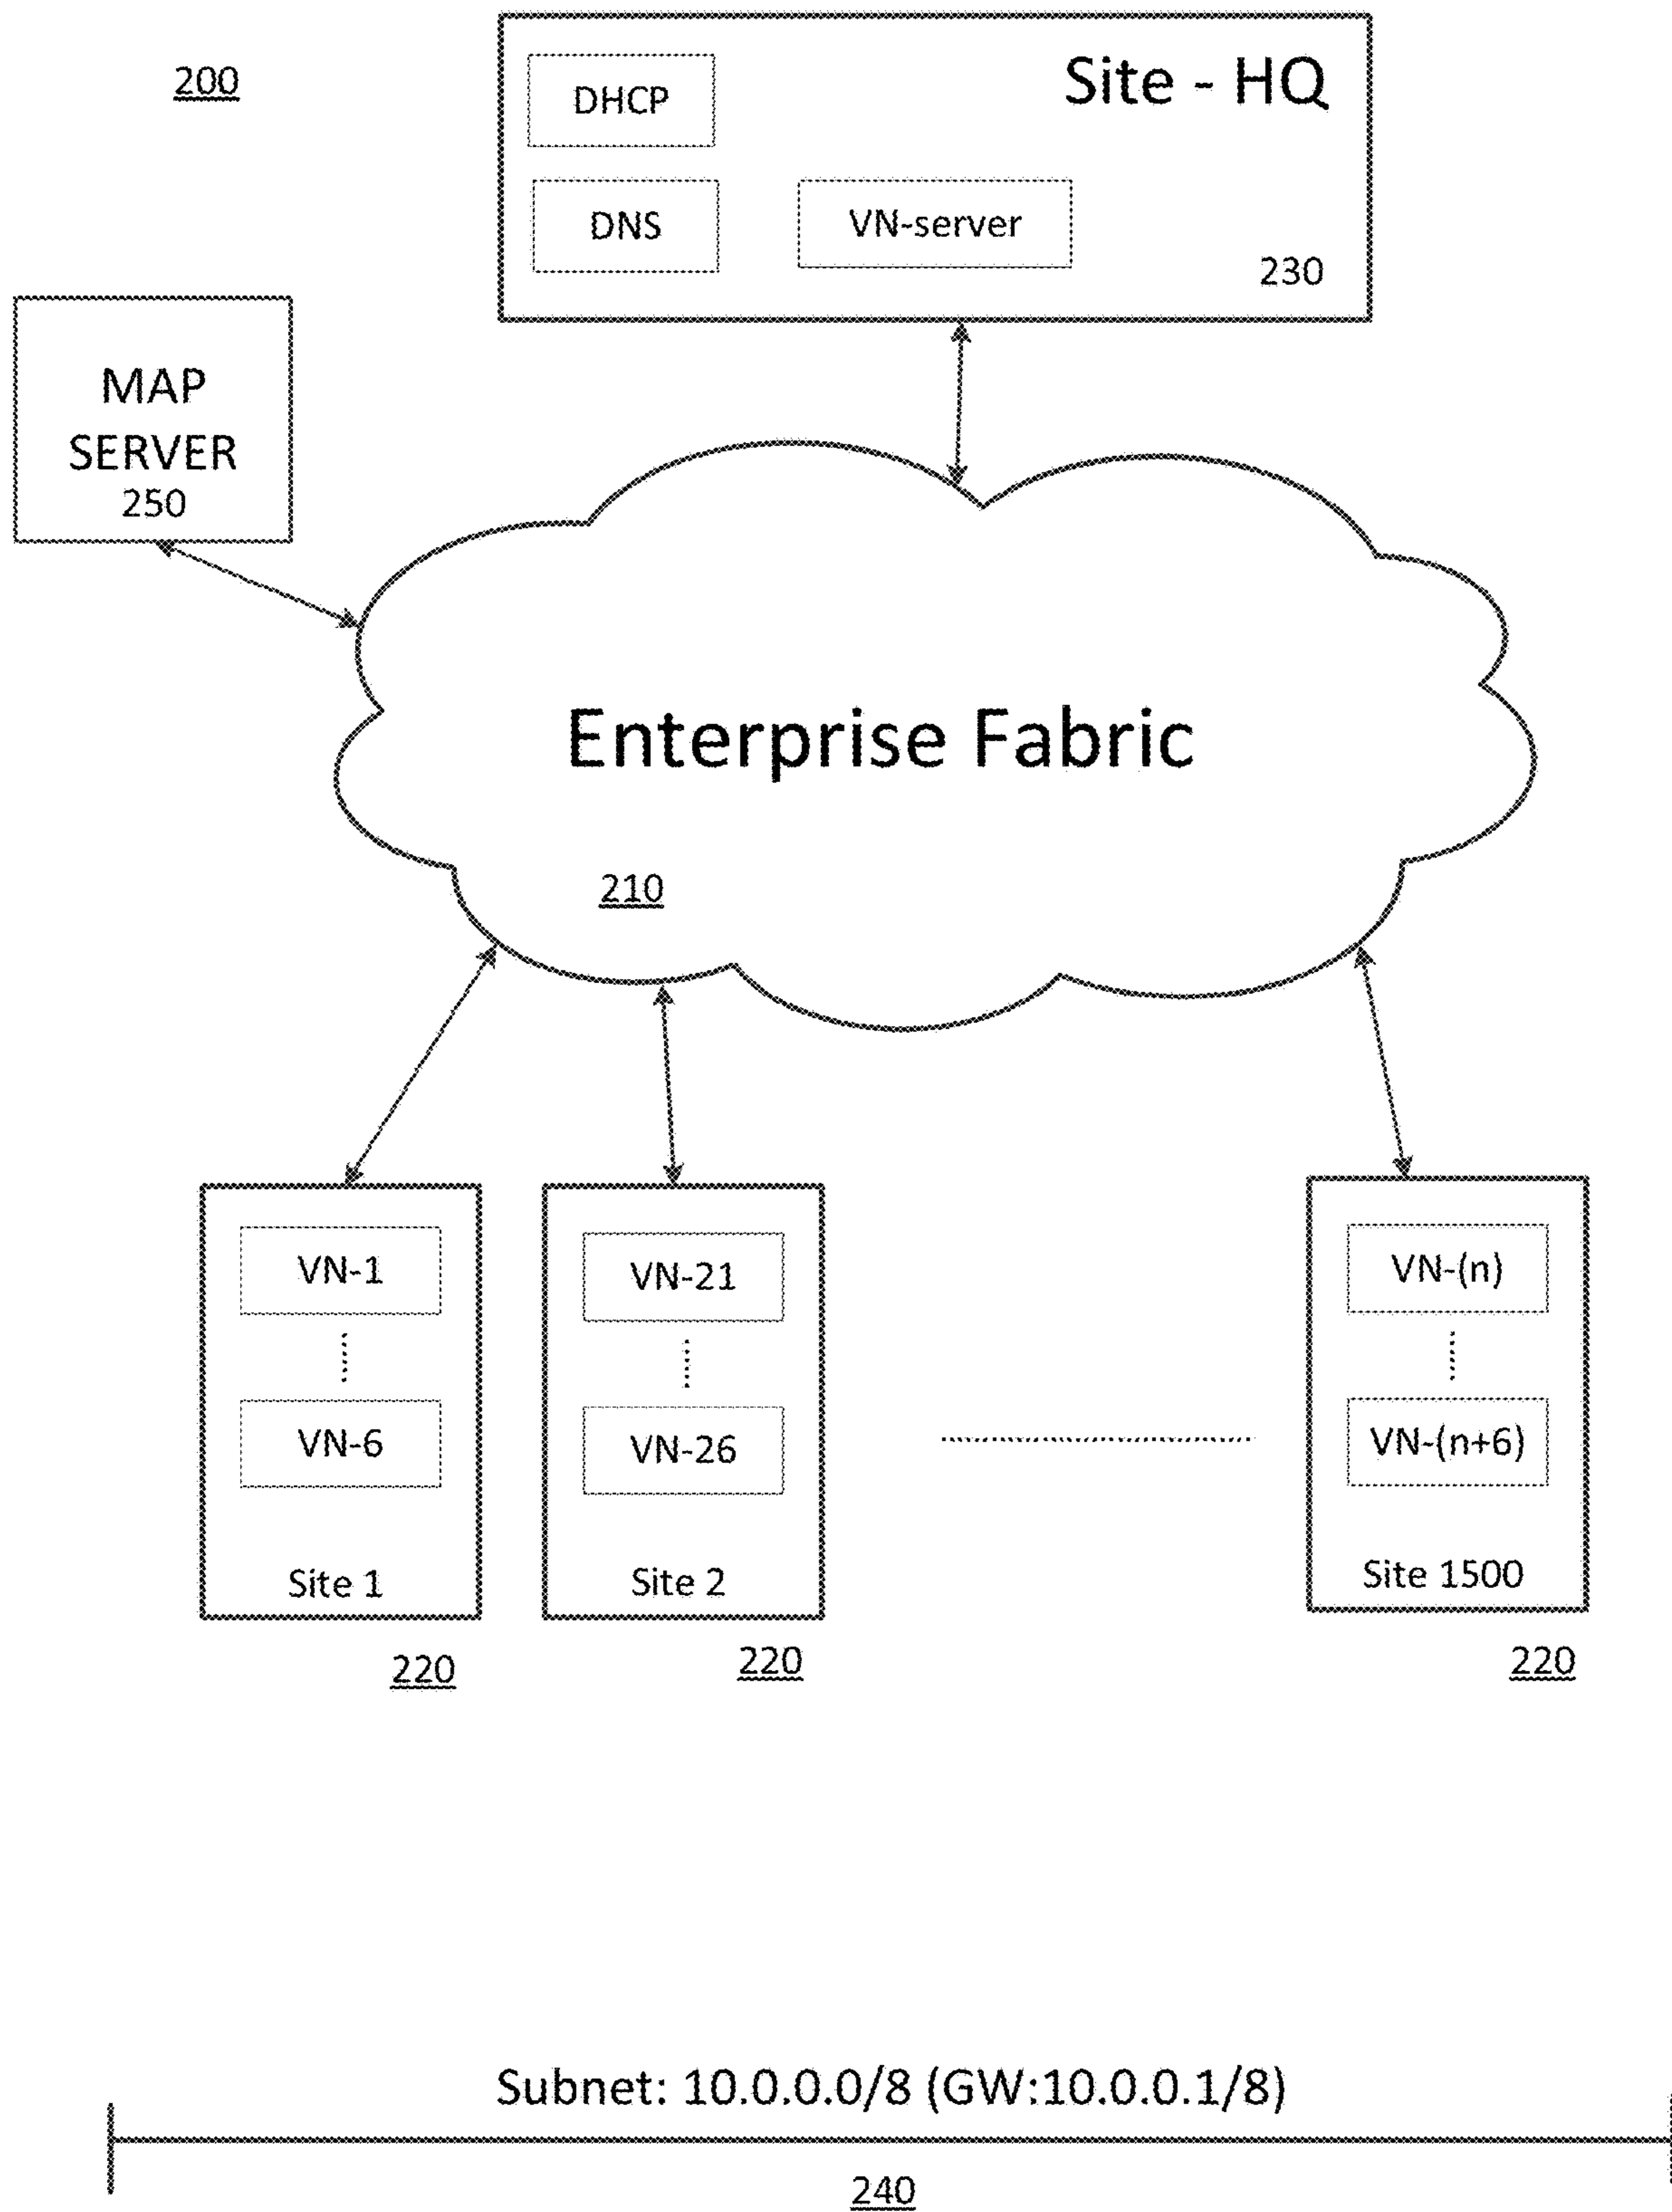 200
Site - HQ
DHCP
DNS
VN-server
230
MAP
SERVER
250
Enterprise Fabric
210
VN-1
VN-6
Site 1
220
VN-21
VN-26
Site 2
220
VN-(n)
VN-(n+6)
Site 1500
220
Subnet: 10.0.0.0/8 (GW:10.0.0.1/8)
240